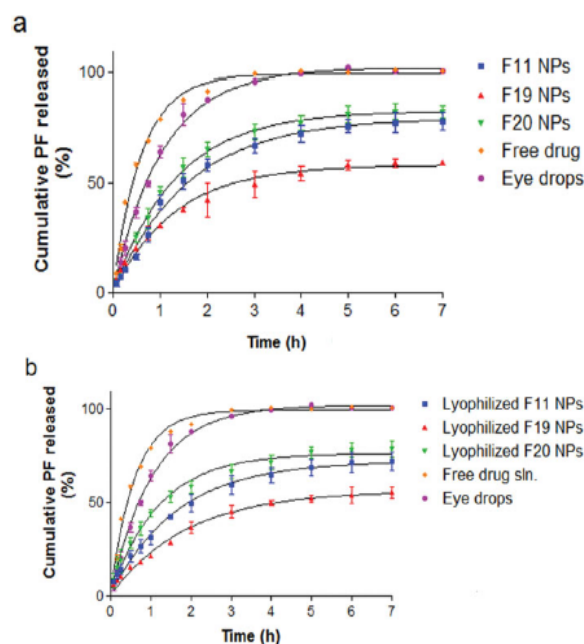 a
Cumulative PF released
(%)
100
50
0
0 1 2 3 4 5 6 7
Time (h)
F11 NPs
F19 NPs
F20 NPs
Free drug
Eye drops
b
Cumulative PF released
(%)
100
50
0
0 1 2 3 4 5 6 7
Time (h)
Lyophilized F11 NPs
Lyophilized F19 NPs
Lyophilized F20 NPs
Free drug sln.
Eye drops